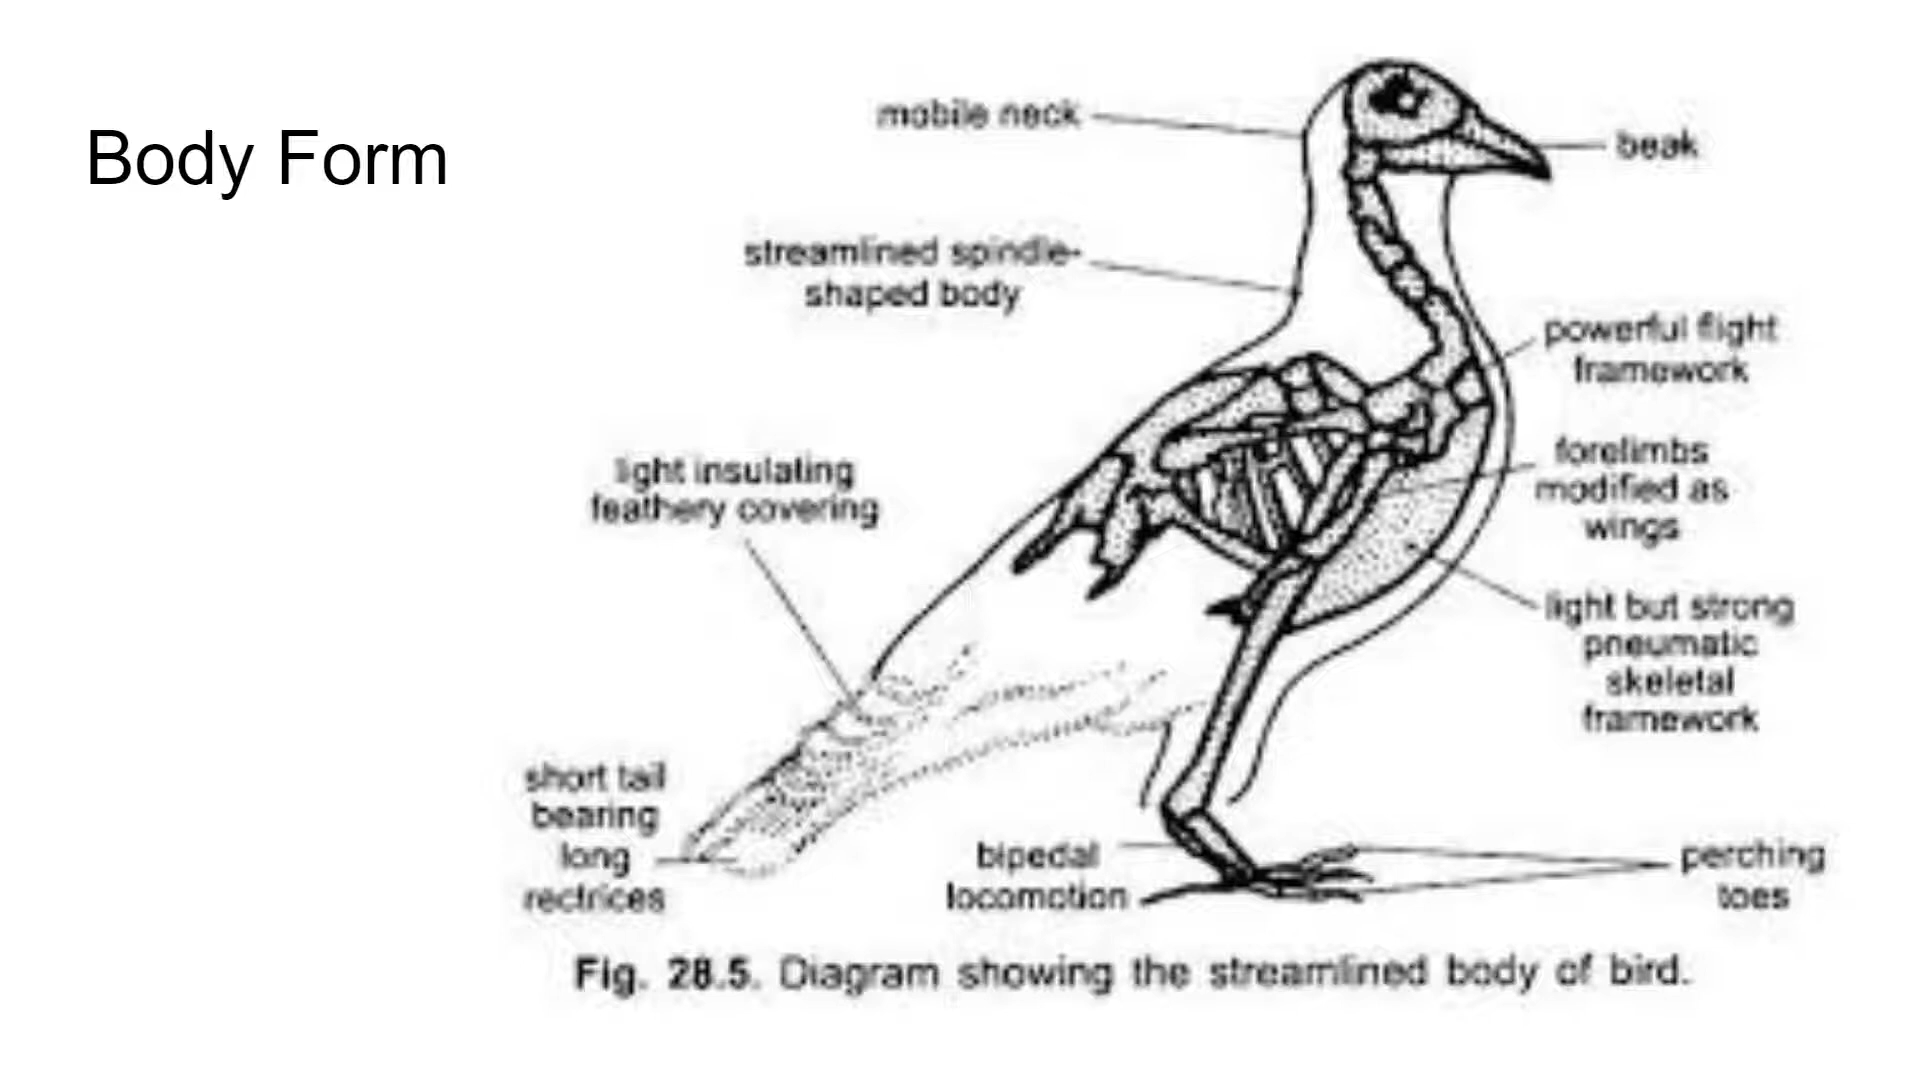 Body Form
mobile neck
beak
streamlined spindle-
shaped body
powerful flight
framework
light insulating
feathery covering
forelimbs
modified as
wings
light but strong
pneumatic
skeletal
framework
short tail
bearing
long
rectrices
bipedal
locomotion
perching
toes
Fig. 28.5. Diagram showing the streamlined body of bird.